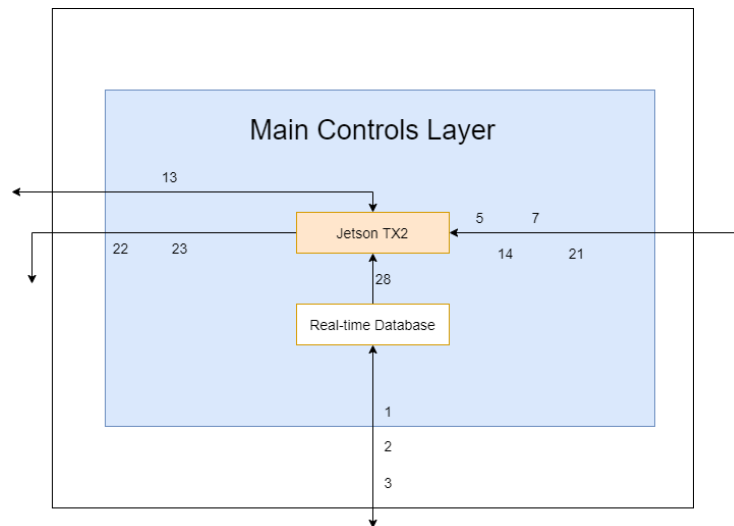 Main Controls Layer
13
5 7
Jetson TX2
22 23
14 21
28
Real-time Database
1
2
3